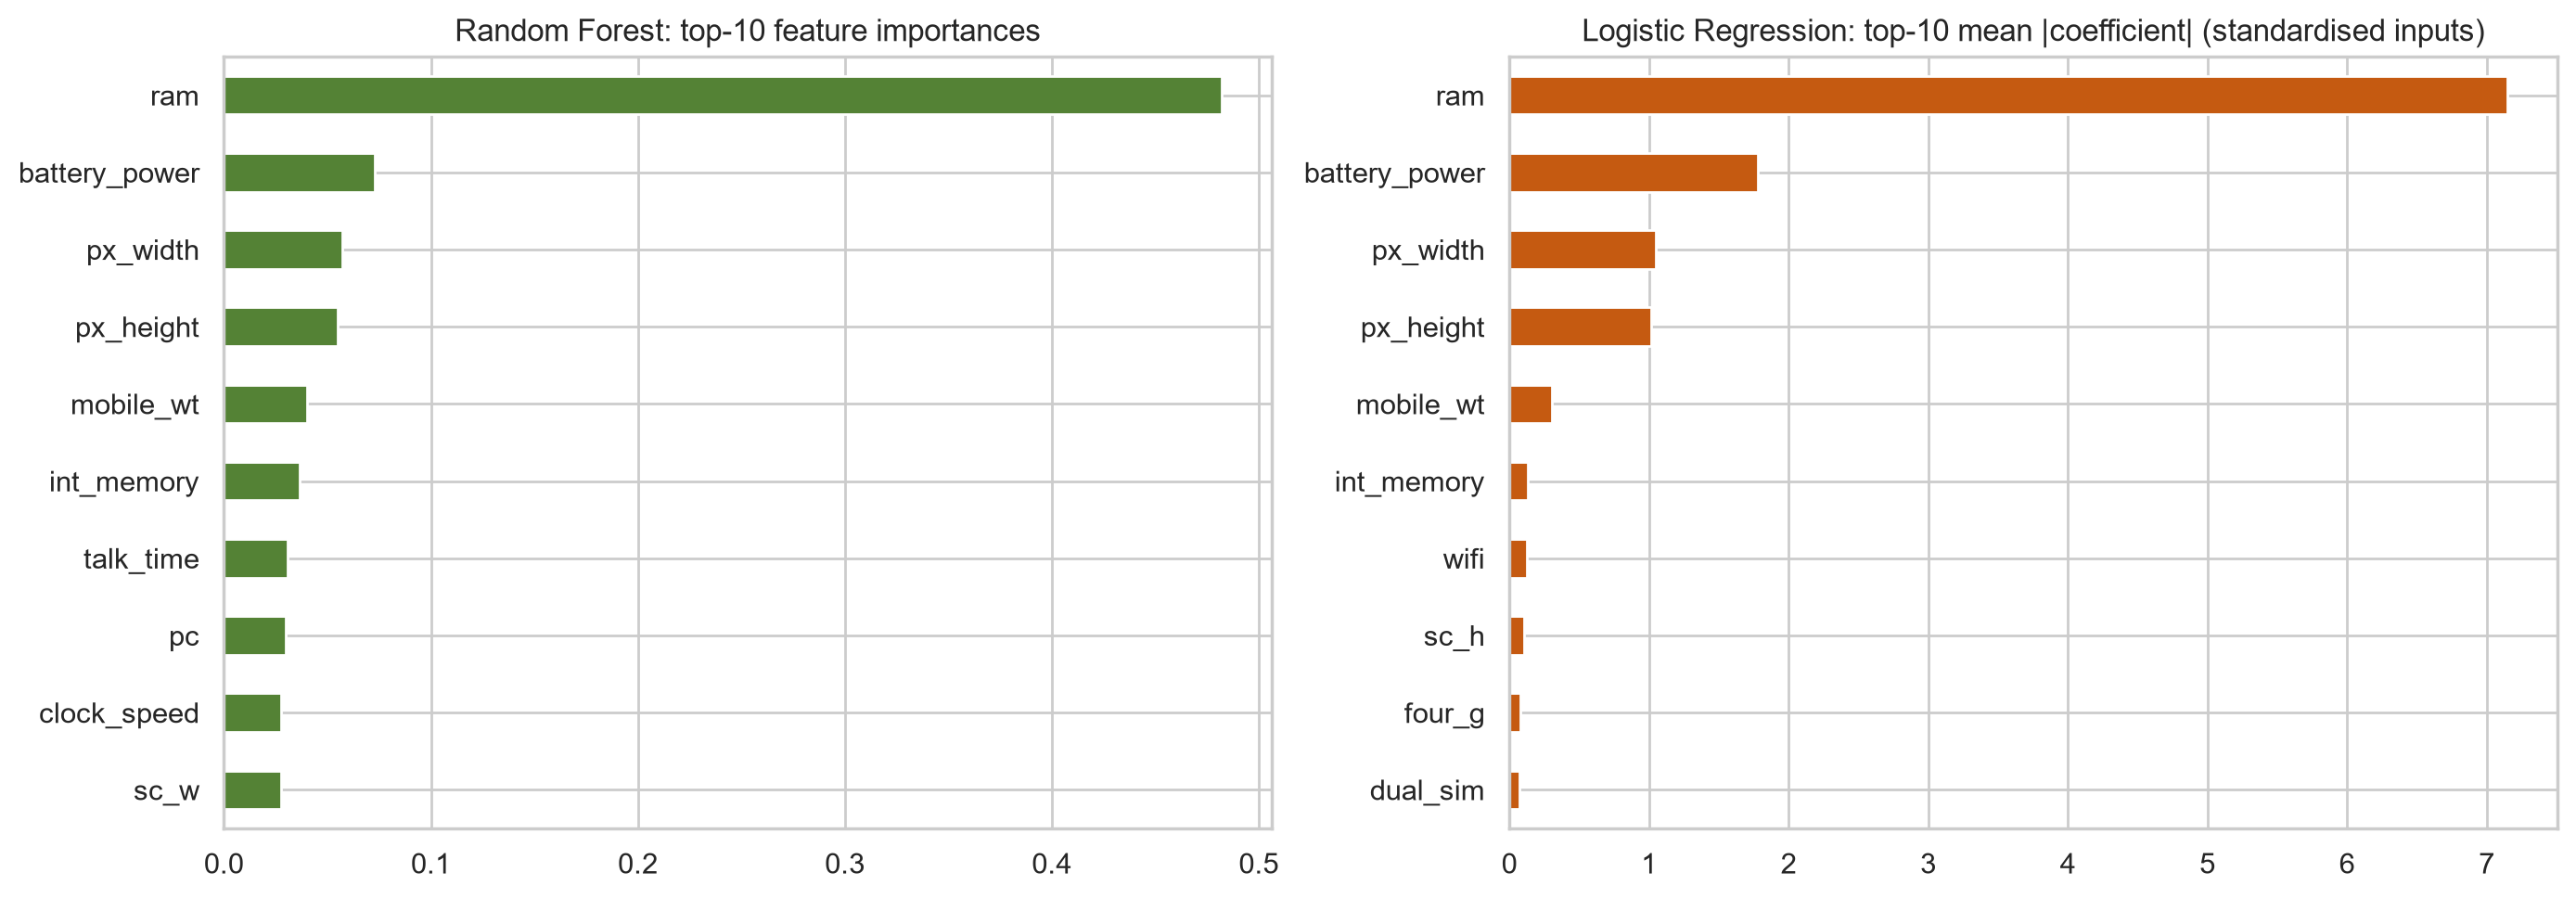 Random Forest: top-10 feature importances
ram
battery_power
px_width
px_height
mobile_wt
int_memory
talk_time
pc
clock_speed
sc_w
0.0 0.1 0.2 0.3 0.4 0.5
Logistic Regression: top-10 mean |coefficient| (standardised inputs)
ram
battery_power
px_width
px_height
mobile_wt
int_memory
wifi
sc_h
four_g
dual_sim
0 1 2 3 4 5 6 7